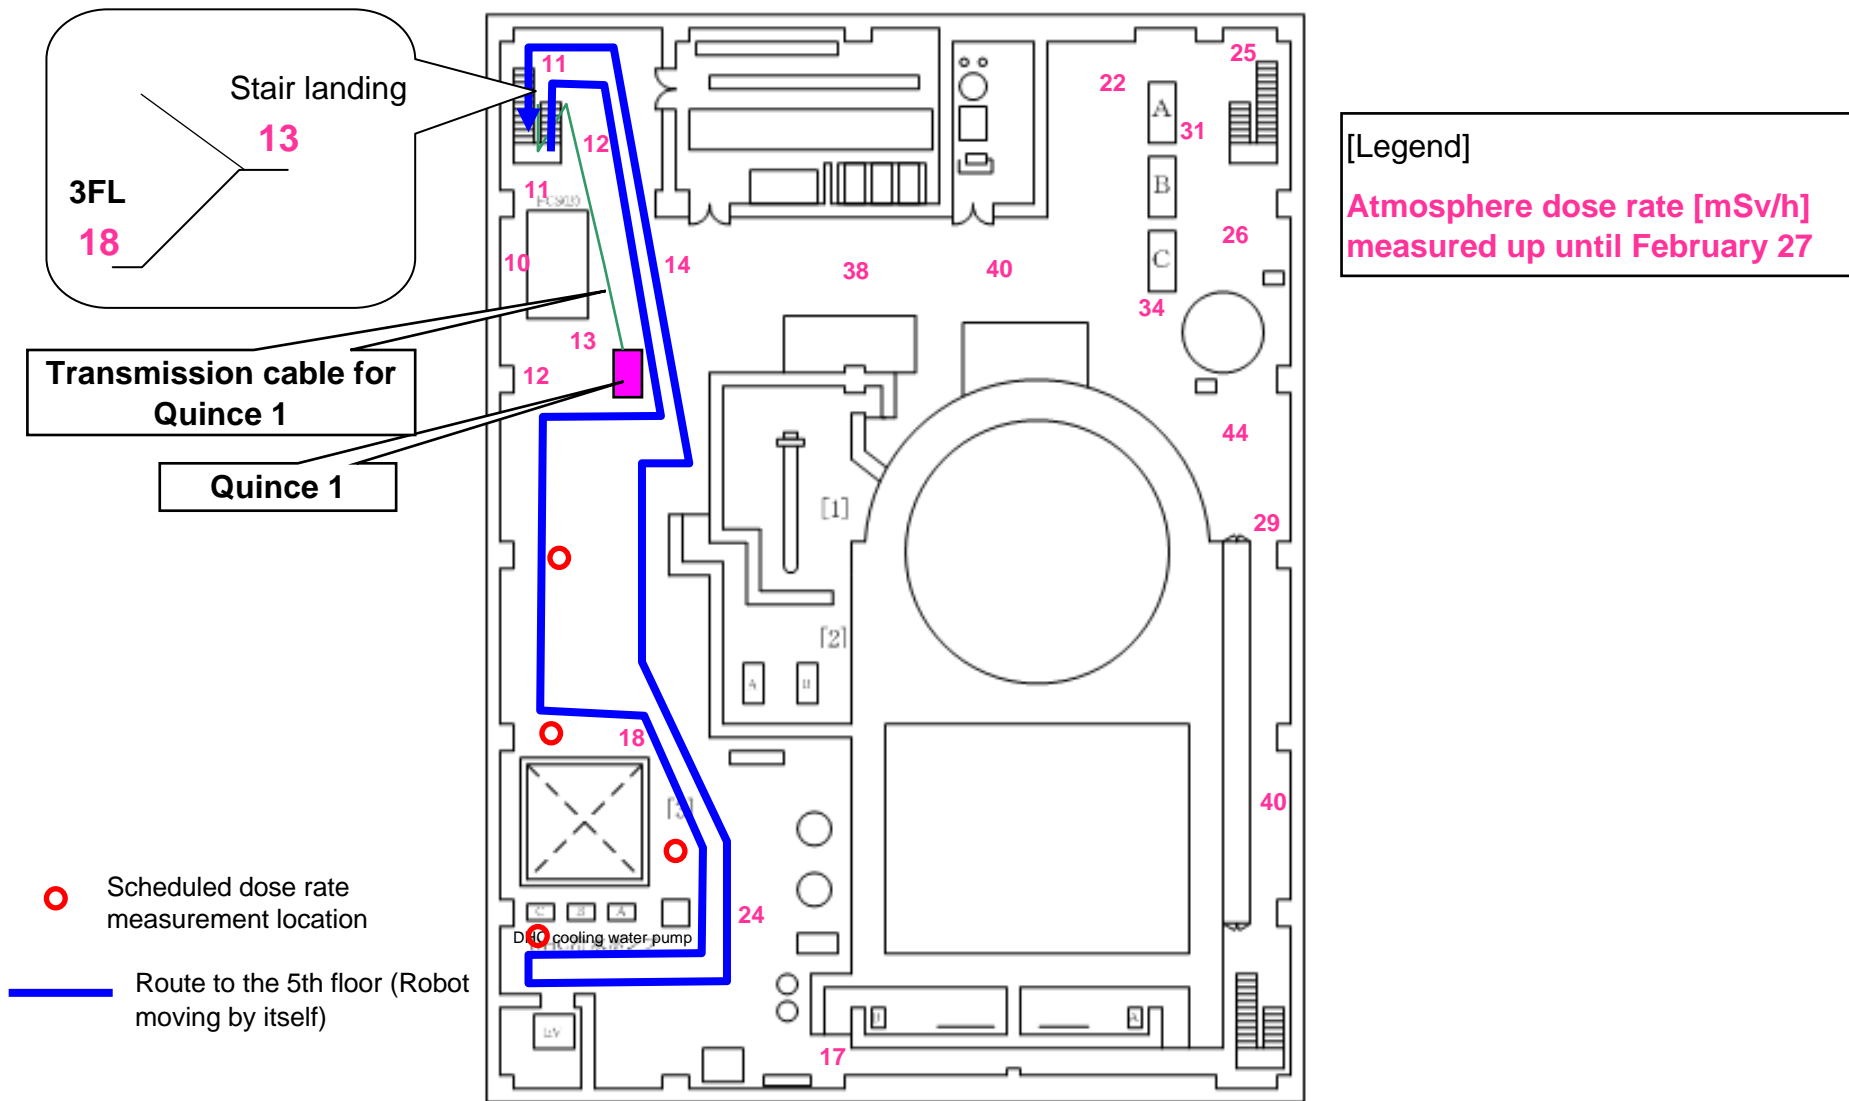 Stair landing
13
3FL
18
Transmission cable for
Quince 1
Quince 1
11
12
11
10
13
12
14
38
40
22
25
31
26
34
44
29
40
18
24
17
A
B
C
[1]
[2]
[3]
A
C
B
A
DHC cooling water pump
EV
A
[Legend]
Atmosphere dose rate [mSv/h]
measured up until February 27
Scheduled dose rate
measurement location
Route to the 5th floor (Robot
moving by itself)